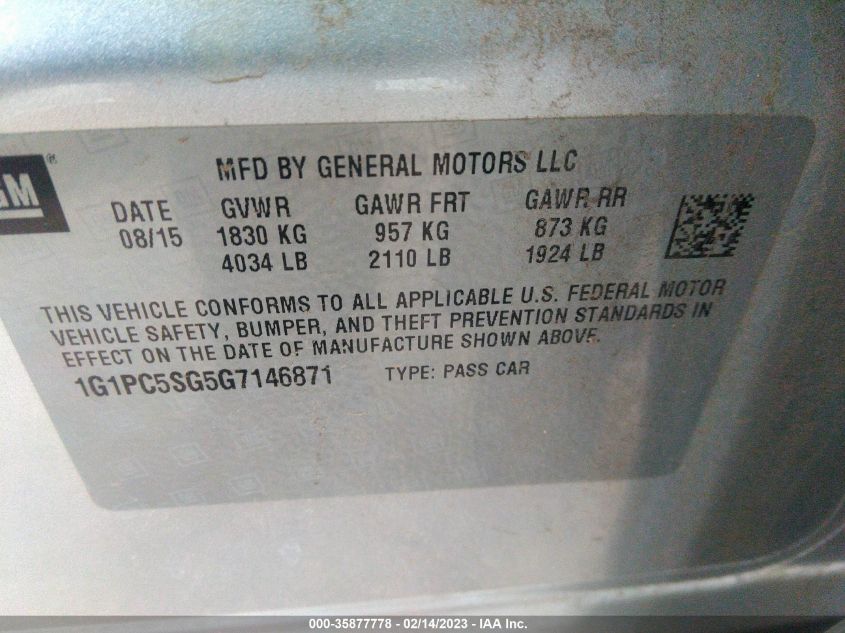 GM®
MFD BY GENERAL MOTORS LLC
DATE GVWR GAWR FRT GAWR RR
08/15 1830 KG 957 KG 873 KG
4034 LB 2110 LB 1924 LB
THIS VEHICLE CONFORMS TO ALL APPLICABLE U.S. FEDERAL MOTOR
VEHICLE SAFETY, BUMPER, AND THEFT PREVENTION STANDARDS IN
EFFECT ON THE DATE OF MANUFACTURE SHOWN ABOVE.
1G1PC5SG5G7146871 TYPE: PASS CAR
000-35877778 - 02/14/2023 - IAA Inc.